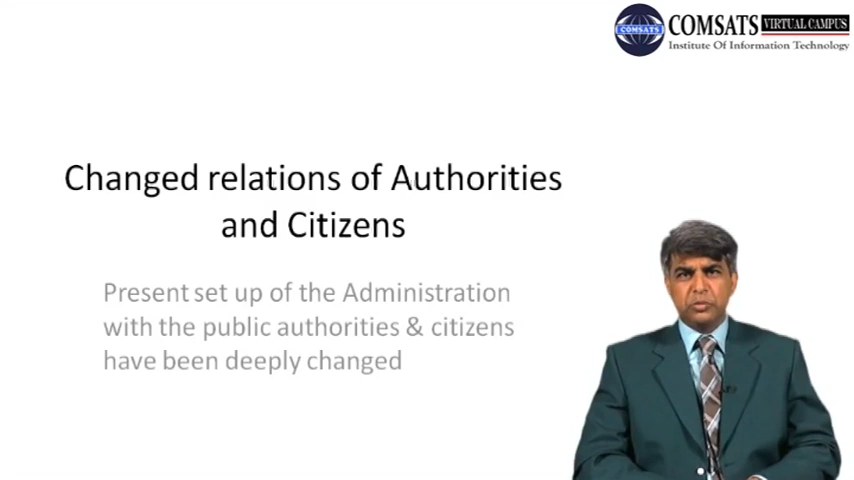 COMSATS
COMSATS VIRTUAL CAMPUS
Institute Of Information Technology
Changed relations of Authorities
and Citizens
Present set up of the Administration
with the public authorities & citizens
have been deeply changed